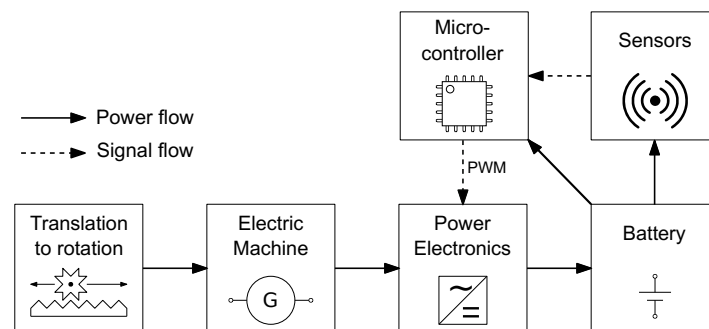 Micro-
controller
Sensors
Power flow
Signal flow
PWM
Translation
to rotation
Electric
Machine
G
Power
Electronics
Battery